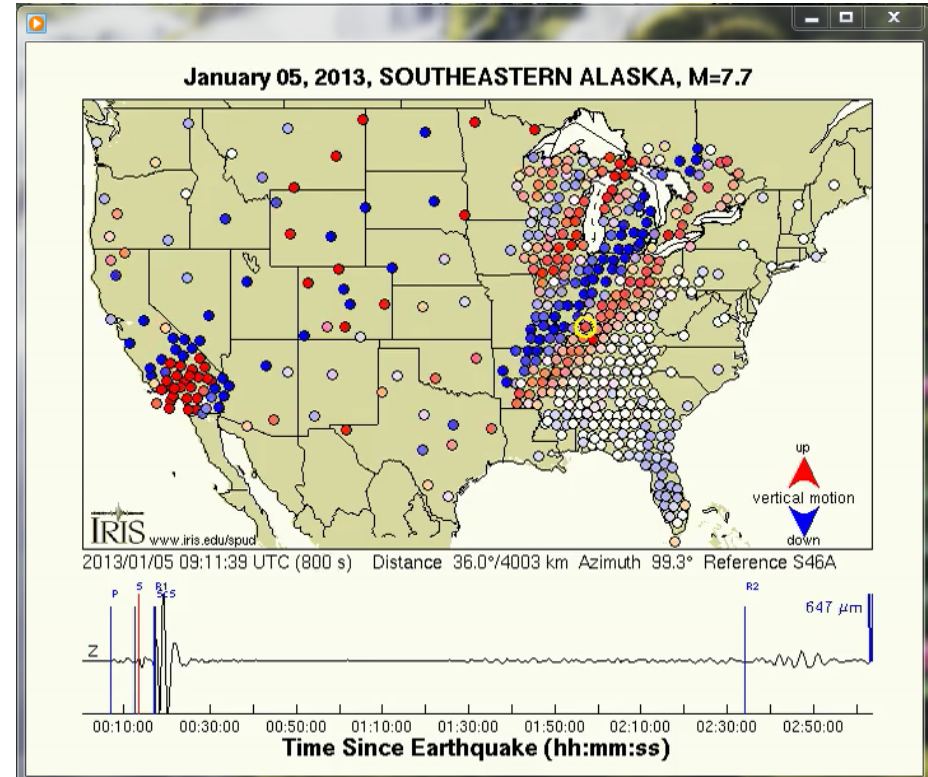 January 05, 2013, SOUTHEASTERN ALASKA, M=7.7
up
vertical motion
down
IRIS www.iris.edu/spud
2013/01/05 09:11:39 UTC (800 s) Distance 36.0°/4003 km Azimuth 99.3° Reference S46A
P S R1 R2
647 μm
Z
00:10:00 00:30:00 00:50:00 01:10:00 01:30:00 01:50:00 02:10:00 02:30:00 02:50:00
Time Since Earthquake (hh:mm:ss)